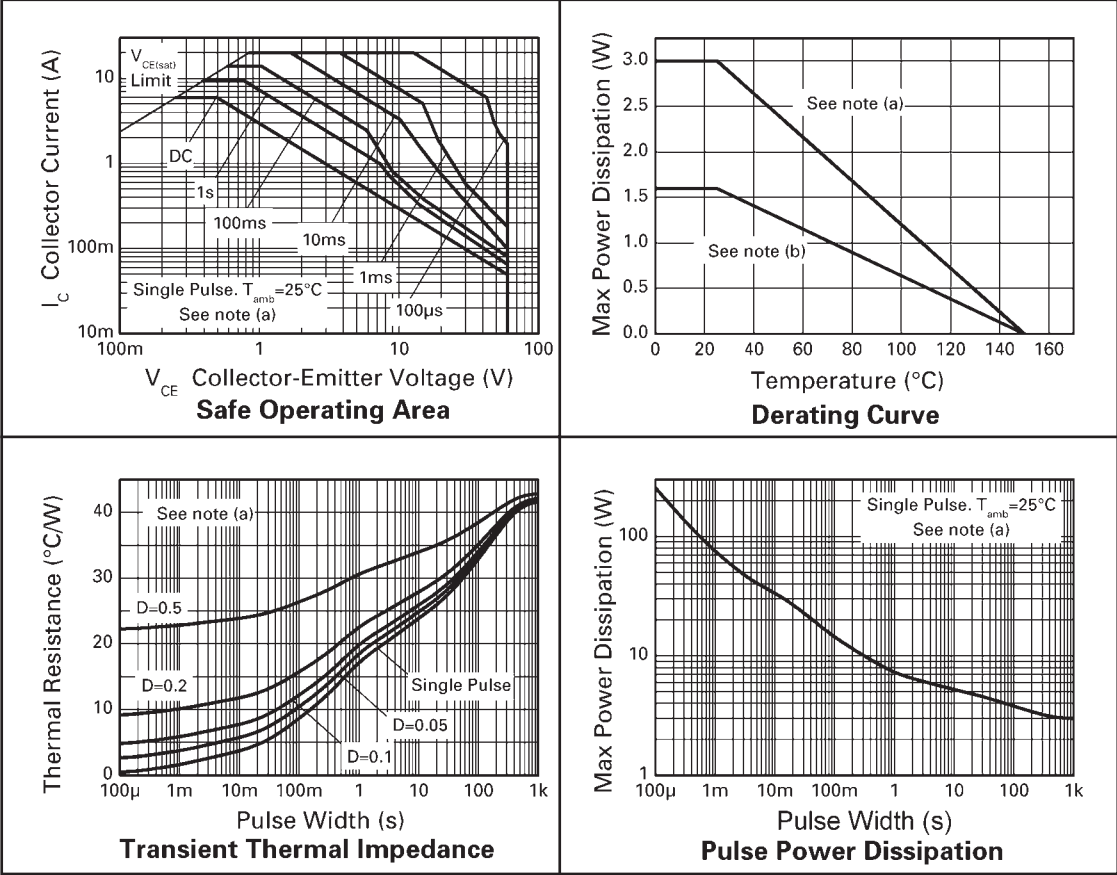 I_C Collector Current (A)
10
1
100m
10m
V_CE(sat)
Limit
DC
1s
100ms
10ms
1ms
100µs
Single Pulse. T_amb=25°C
See note (a)
100m 1 10 100
V_CE Collector-Emitter Voltage (V)
Safe Operating Area
Max Power Dissipation (W)
3.0
2.5
2.0
1.5
1.0
0.5
0.0
See note (a)
See note (b)
0 20 40 60 80 100 120 140 160
Temperature (°C)
Derating Curve
Thermal Resistance (°C/W)
40
30
20
10
0
See note (a)
D=0.5
D=0.2
Single Pulse
D=0.05
D=0.1
100µ 1m 10m 100m 1 10 100 1k
Pulse Width (s)
Transient Thermal Impedance
Max Power Dissipation (W)
100
10
1
Single Pulse. T_amb=25°C
See note (a)
100µ 1m 10m 100m 1 10 100 1k
Pulse Width (s)
Pulse Power Dissipation